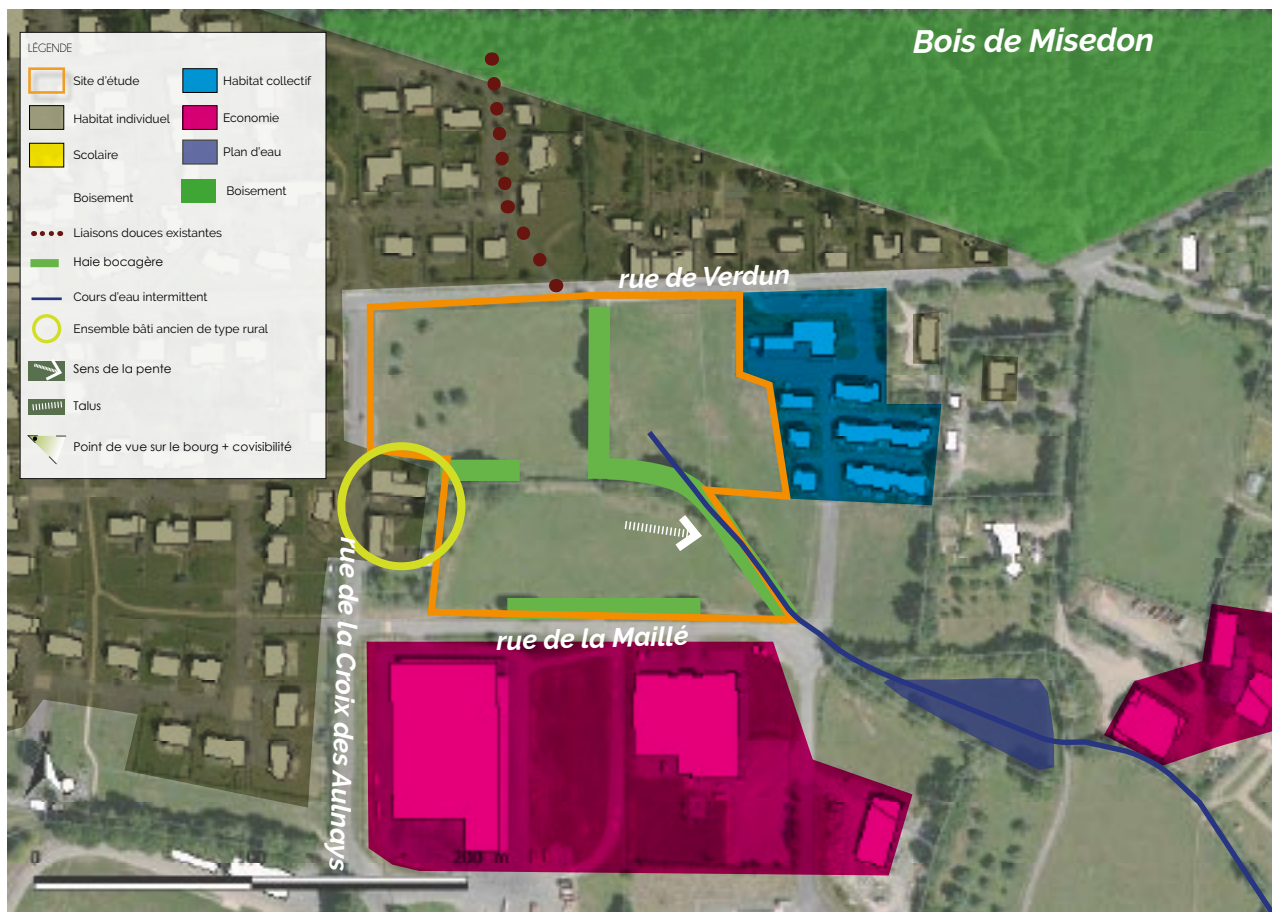 Bois de Misedon
LÉGENDE
Site d'étude
Habitat individuel
Scolaire
Boisement
Habitat collectif
Economie
Plan d'eau
Boisement
Liaisons douces existantes
Haie bocagère
Cours d'eau intermittent
Ensemble bâti ancien de type rural
Sens de la pente
Talus
Point de vue sur le bourg + covisibilité
rue de Verdun
rue de la Croix des Aulnays
rue de la Maillé
0
200 m